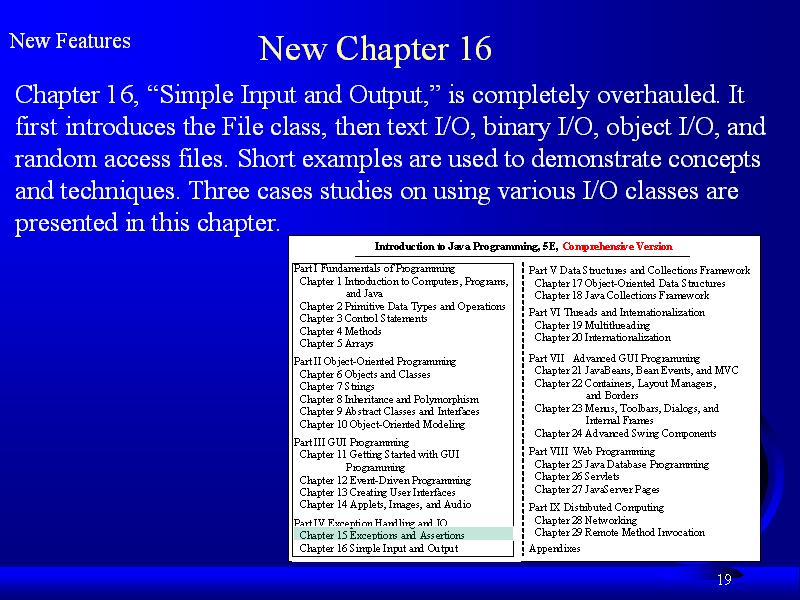 New Features
New Chapter 16
Chapter 16, “Simple Input and Output,” is completely overhauled. It
first introduces the File class, then text I/O, binary I/O, object I/O, and
random access files. Short examples are used to demonstrate concepts
and techniques. Three cases studies on using various I/O classes are
presented in this chapter.
Introduction to Java Programming, 5E, Comprehensive Version
Part I Fundamentals of Programming
Chapter 1 Introduction to Computers, Programs,
and Java
Chapter 2 Primitive Data Types and Operations
Chapter 3 Control Statements
Chapter 4 Methods
Chapter 5 Arrays
Part II Object-Oriented Programming
Chapter 6 Objects and Classes
Chapter 7 Strings
Chapter 8 Inheritance and Polymorphism
Chapter 9 Abstract Classes and Interfaces
Chapter 10 Object-Oriented Modeling
Part III GUI Programming
Chapter 11 Getting Started with GUI
Programming
Chapter 12 Event-Driven Programming
Chapter 13 Creating User Interfaces
Chapter 14 Applets, Images, and Audio
Part IV Exception Handling and IO
Chapter 15 Exceptions and Assertions
Chapter 16 Simple Input and Output
Part V Data Structures and Collections Framework
Chapter 17 Object-Oriented Data Structures
Chapter 18 Java Collections Framework
Part VI Threads and Internationalization
Chapter 19 Multithreading
Chapter 20 Internationalization
Part VII Advanced GUI Programming
Chapter 21 JavaBeans, Bean Events, and MVC
Chapter 22 Containers, Layout Managers,
and Borders
Chapter 23 Menus, Toolbars, Dialogs, and
Internal Frames
Chapter 24 Advanced Swing Components
Part VIII Web Programming
Chapter 25 Java Database Programming
Chapter 26 Servlets
Chapter 27 JavaServer Pages
Part IX Distributed Computing
Chapter 28 Networking
Chapter 29 Remote Method Invocation
Appendixes
19